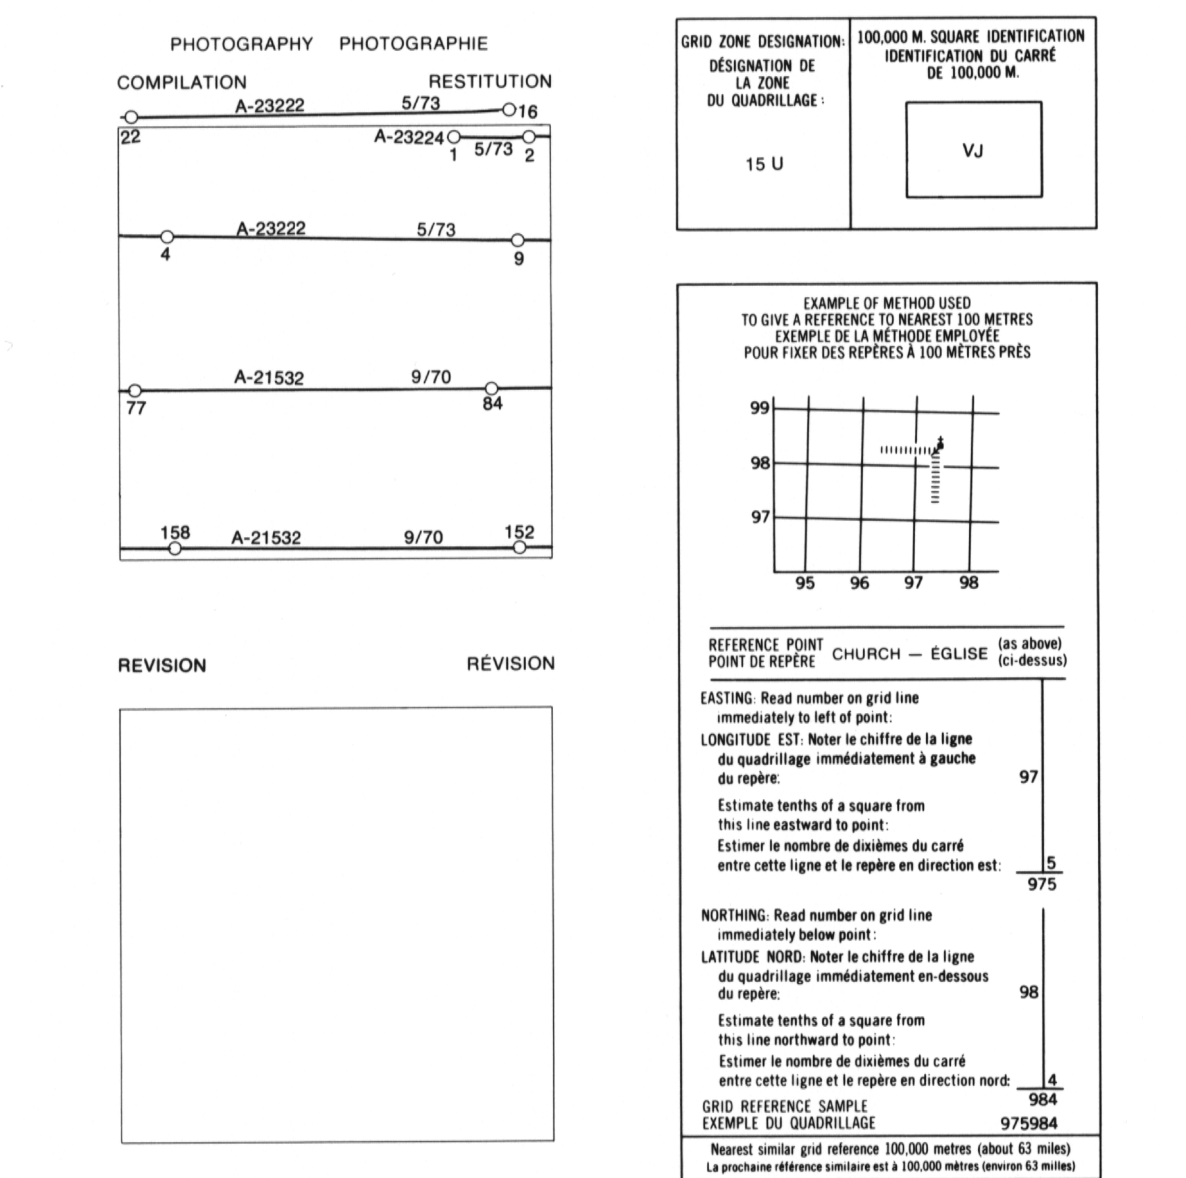 PHOTOGRAPHY PHOTOGRAPHIE
COMPILATION RESTITUTION
A-23222 5/73 16
22 A-23224 5/73
1 2
A-23222 5/73
4 9
A-21532 9/70
77 84
158 A-21532 9/70 152
REVISION RÉVISION
GRID ZONE DESIGNATION:
DÉSIGNATION DE
LA ZONE
DU QUADRILLAGE :
15 U
100,000 M. SQUARE IDENTIFICATION
IDENTIFICATION DU CARRÉ
DE 100,000 M.
VJ
EXAMPLE OF METHOD USED
TO GIVE A REFERENCE TO NEAREST 100 METRES
EXEMPLE DE LA MÉTHODE EMPLOYÉE
POUR FIXER DES REPÈRES À 100 MÈTRES PRÈS
99
98
97
95 96 97 98
REFERENCE POINT
POINT DE REPÈRE
CHURCH — ÉGLISE
(as above)
(ci-dessus)
EASTING: Read number on grid line
immediately to left of point:
LONGITUDE EST: Noter le chiffre de la ligne
du quadrillage immédiatement à gauche
du repère: 97
Estimate tenths of a square from
this line eastward to point:
Estimer le nombre de dixièmes du carré
entre cette ligne et le repère en direction est: 5
975
NORTHING: Read number on grid line
immediately below point:
LATITUDE NORD: Noter le chiffre de la ligne
du quadrillage immédiatement en-dessous
du repère: 98
Estimate tenths of a square from
this line northward to point:
Estimer le nombre de dixièmes du carré
entre cette ligne et le repère en direction nord: 4
984
GRID REFERENCE SAMPLE
EXEMPLE DU QUADRILLAGE 975984
Nearest similar grid reference 100,000 metres (about 63 miles)
La prochaine référence similaire est à 100,000 mètres (environ 63 milles)